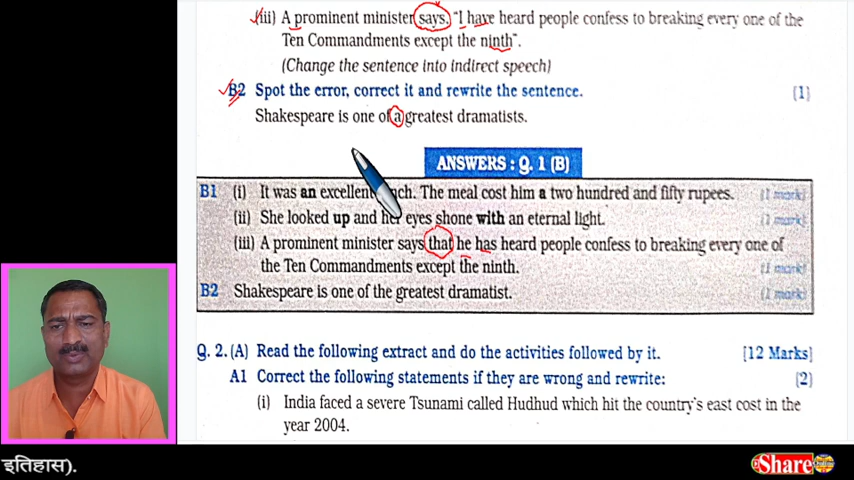 (iii) A prominent minister says, "I have heard people confess to breaking every one of the
Ten Commandments except the ninth".
(Change the sentence into indirect speech)
B2 Spot the error, correct it and rewrite the sentence. (1)
Shakespeare is one of a greatest dramatists.
ANSWERS : Q. 1 (B)
B1 (i) It was an excellent The meal cost him a two hundred and fifty rupees. (1 mark)
(ii) She looked up and her eyes shone with an eternal light. (1 mark)
(iii) A prominent minister says that he has heard people confess to breaking every one of
the Ten Commandments except the ninth. (1 mark)
B2 Shakespeare is one of the greatest dramatist. (1 mark)
Q. 2. (A) Read the following extract and do the activities followed by it. [12 Marks]
A1 Correct the following statements if they are wrong and rewrite: (2)
(i) India faced a severe Tsunami called Hudhud which hit the country's east cost in the
year 2004.
इतिहास).
Share